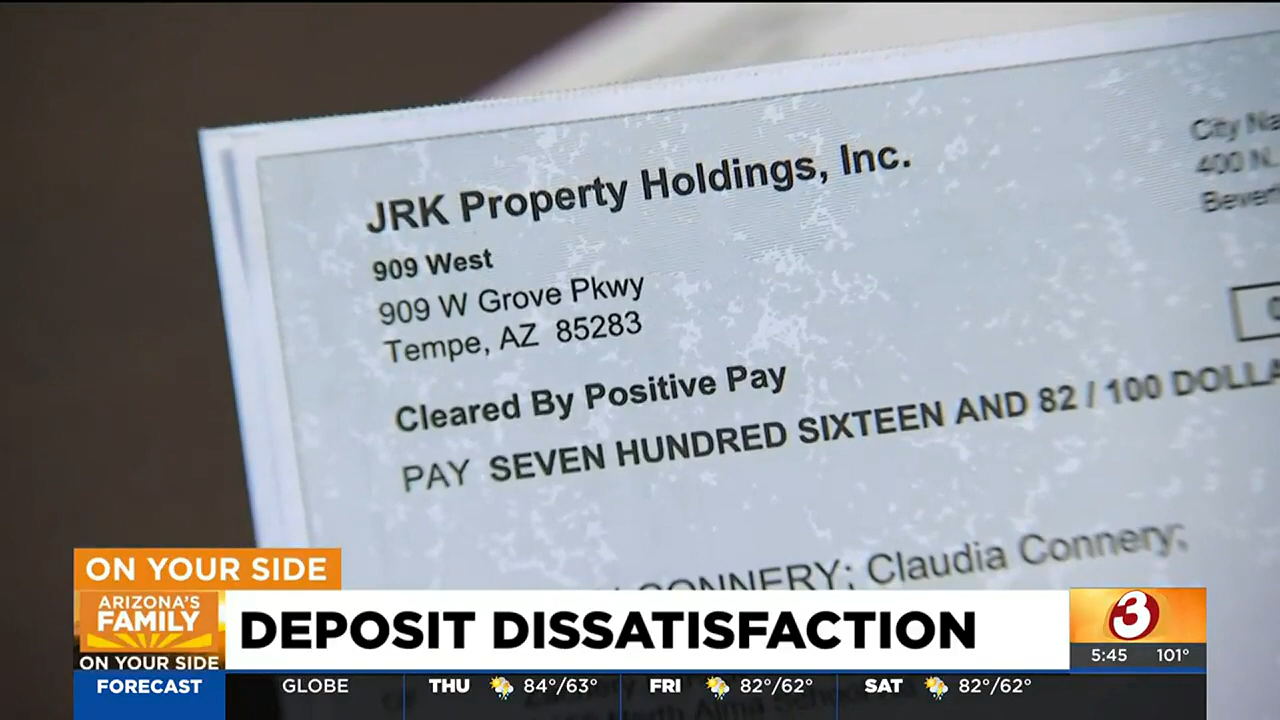 JRK Property Holdings, Inc.
909 West
909 W Grove Pkwy
Tempe, AZ 85283
City
400 N.
Cleared By Positive Pay
PAY SEVEN HUNDRED SIXTEEN AND 82 / 100
CONNERY; Claudia Connery;
ON YOUR SIDE
ARIZONA'S
FAMILY
ON YOUR SIDE
DEPOSIT DISSATISFACTION
3
5:45 101°
FORECAST GLOBE THU 84°/63° FRI 82°/62° SAT 82°/62°